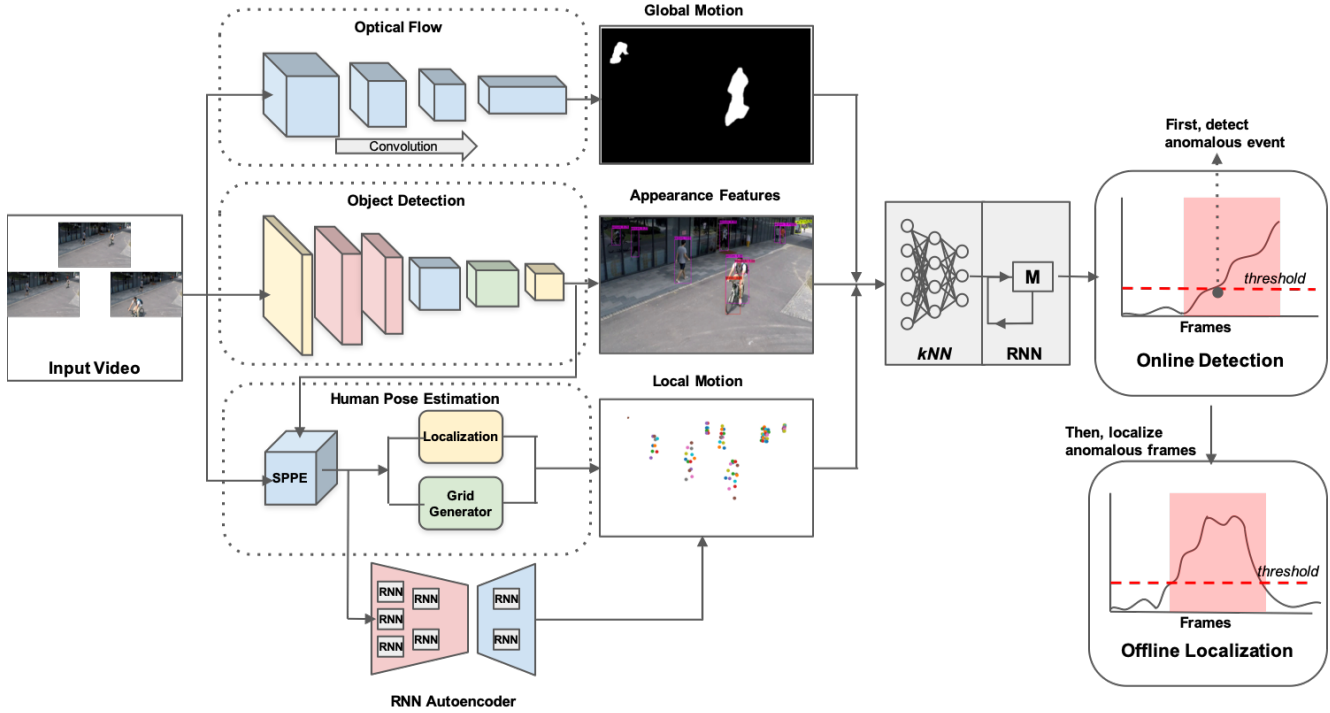 Global Motion
Optical Flow
Convolution
First, detect
anomalous event
Object Detection
Appearance Features
threshold
M
Frames
kNN
RNN
Online Detection
Input Video
Human Pose Estimation
Local Motion
Localization
SPPE
Grid
Generator
Then, localize
anomalous frames
threshold
RNN
RNN
RNN
RNN
RNN
RNN
RNN
Frames
Offline Localization
RNN Autoencoder